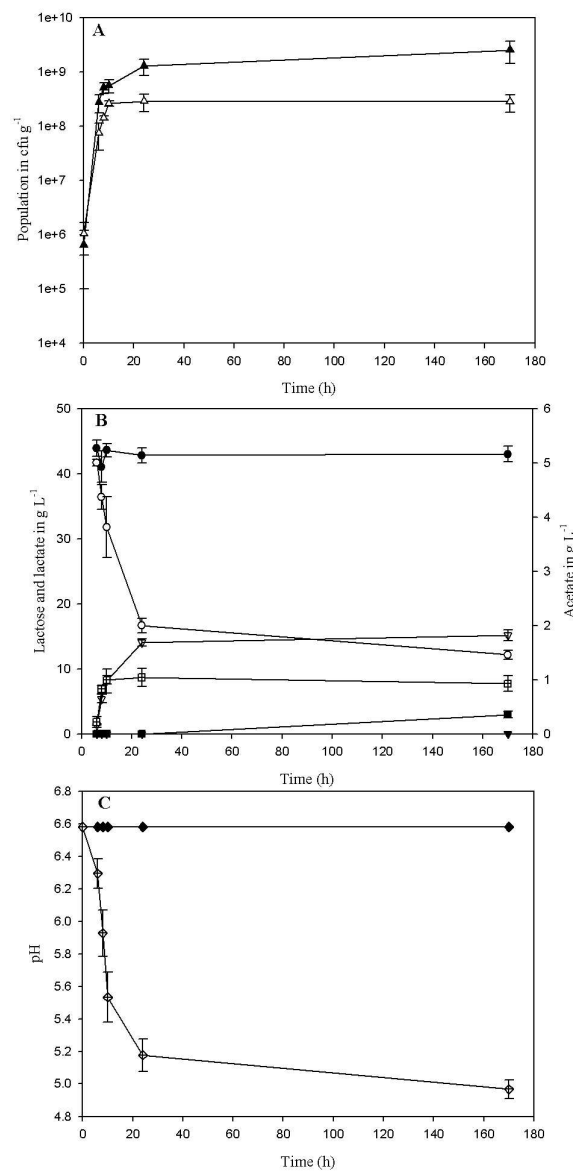 A
1e+10
1e+9
1e+8
1e+7
1e+6
1e+5
1e+4
Population in cfu g-1
0 20 40 60 80 100 120 140 160 180
Time (h)
B
50
40
30
20
10
0
Lactose and lactate in g L-1
6
5
4
3
2
1
0
Acetate in g L-1
0 20 40 60 80 100 120 140 160 180
Time (h)
C
6.8
6.6
6.4
6.2
6.0
5.8
5.6
5.4
5.2
5.0
4.8
pH
0 20 40 60 80 100 120 140 160 180
Time (h)